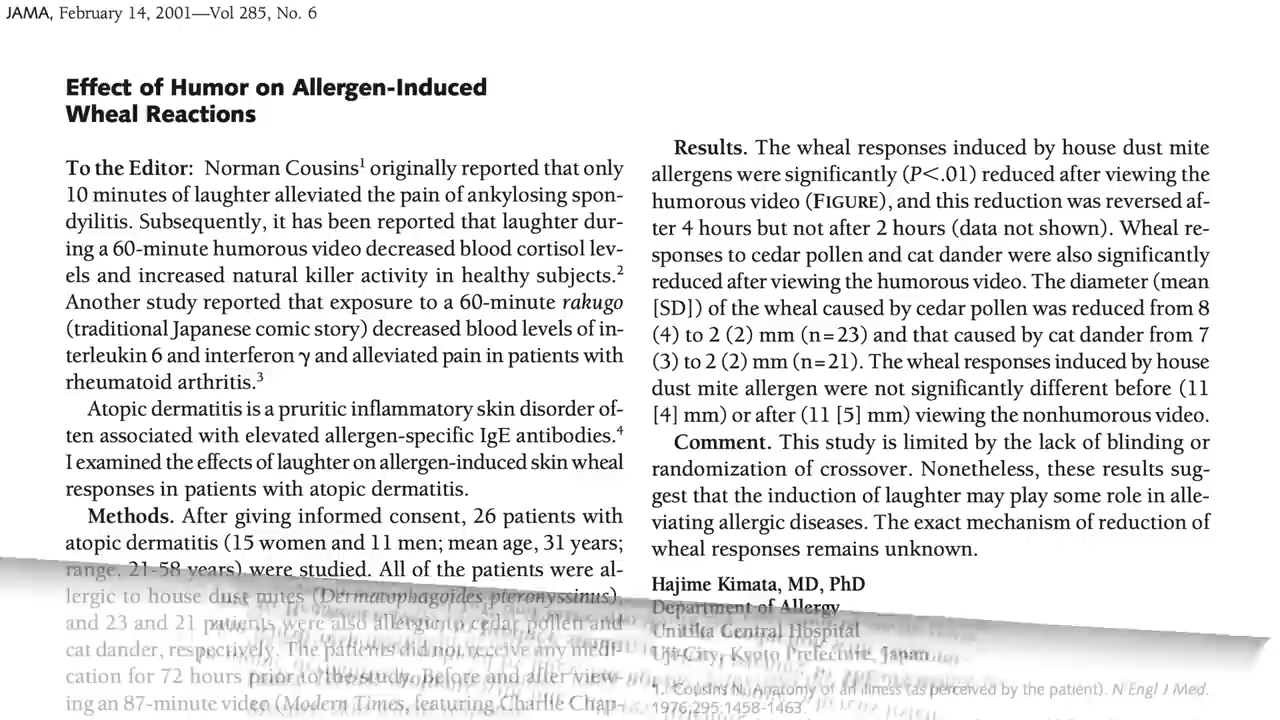 JAMA, February 14, 2001—Vol 285, No. 6
Effect of Humor on Allergen-Induced
Wheal Reactions
To the Editor: Norman Cousins¹ originally reported that only
10 minutes of laughter alleviated the pain of ankylosing spon-
dyilitis. Subsequently, it has been reported that laughter dur-
ing a 60-minute humorous video decreased blood cortisol lev-
els and increased natural killer activity in healthy subjects.²
Another study reported that exposure to a 60-minute rakugo
(traditional Japanese comic story) decreased blood levels of in-
terleukin 6 and interferon γ and alleviated pain in patients with
rheumatoid arthritis.³
Atopic dermatitis is a pruritic inflammatory skin disorder of-
ten associated with elevated allergen-specific IgE antibodies.⁴
I examined the effects of laughter on allergen-induced skin wheal
responses in patients with atopic dermatitis.
Methods. After giving informed consent, 26 patients with
atopic dermatitis (15 women and 11 men; mean age, 31 years;
range, 21-58 years) were studied. All of the patients were al-
lergic to house dust mites (Dermatophagoides pteronyssinus),
and 23 and 21 patients were also allergic to cedar pollen and
cat dander, respectively. The patients did not receive any medi-
cation for 72 hours prior to the study. Before and after view-
ing an 87-minute video (Modern Times, featuring Charlie Chap-
Results. The wheal responses induced by house dust mite
allergens were significantly (P<.01) reduced after viewing the
humorous video (FIGURE), and this reduction was reversed af-
ter 4 hours but not after 2 hours (data not shown). Wheal re-
sponses to cedar pollen and cat dander were also significantly
reduced after viewing the humorous video. The diameter (mean
[SD]) of the wheal caused by cedar pollen was reduced from 8
(4) to 2 (2) mm (n=23) and that caused by cat dander from 7
(3) to 2 (2) mm (n=21). The wheal responses induced by house
dust mite allergen were not significantly different before (11
[4] mm) or after (11 [5] mm) viewing the nonhumorous video.
Comment. This study is limited by the lack of blinding or
randomization of crossover. Nonetheless, these results sug-
gest that the induction of laughter may play some role in alle-
viating allergic diseases. The exact mechanism of reduction of
wheal responses remains unknown.
Hajime Kimata, MD, PhD
Department of Allergy
Unitika Central Hospital
Uji-City, Kyoto Prefecture, Japan
1. Cousins N. Anatomy of an illness (as perceived by the patient). N Engl J Med.
1976;295:1458-1463.